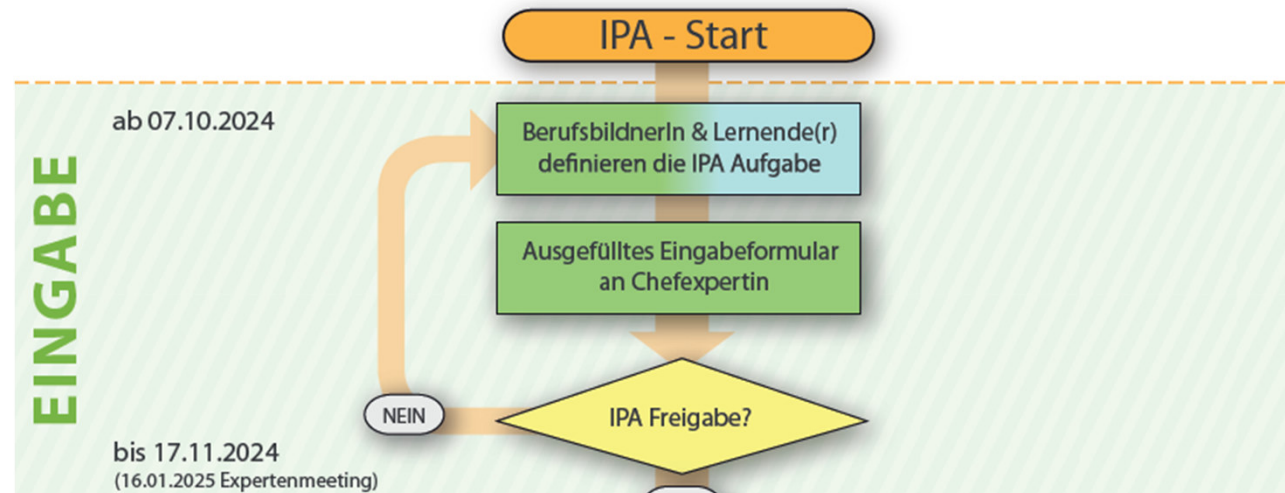 IPA - Start
ab 07.10.2024
BerufsbildnerIn & Lernende(r)
definieren die IPA Aufgabe
EINGABE
Ausgefülltes Eingabeformular
an Chefexpertin
NEIN
IPA Freigabe?
bis 17.11.2024
(16.01.2025 Expertenmeeting)